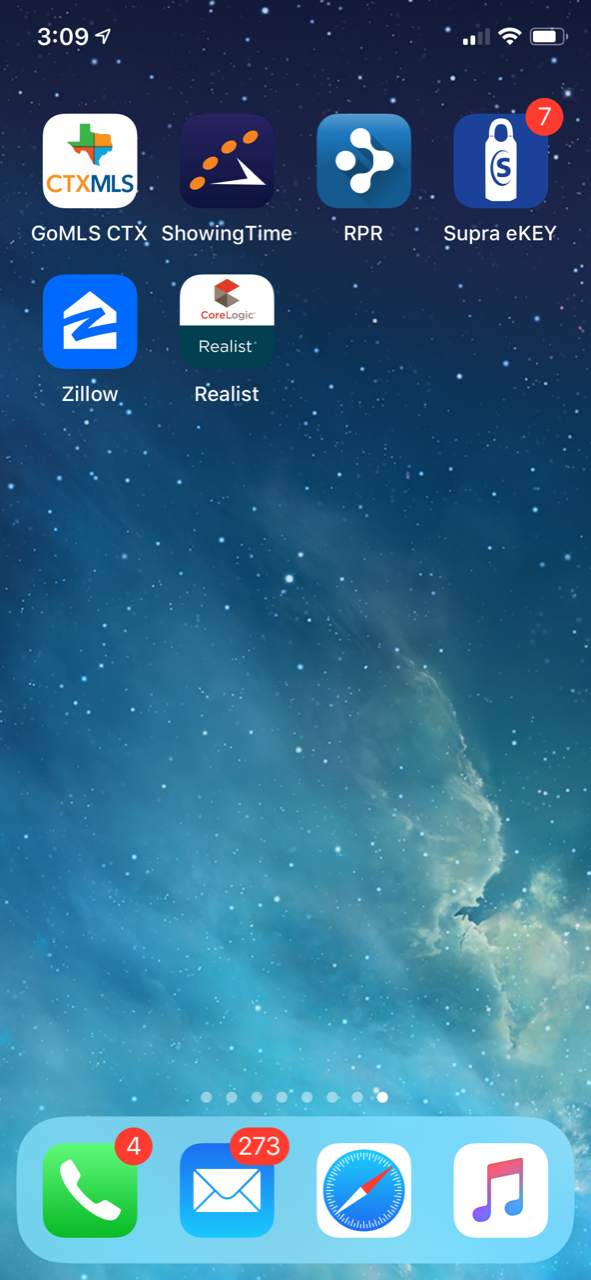 3:09
7
CTXMLS
S
GoMLS CTX
ShowingTime
RPR
Supra eKEY
CoreLogic
Realist
Zillow
Realist
4
273